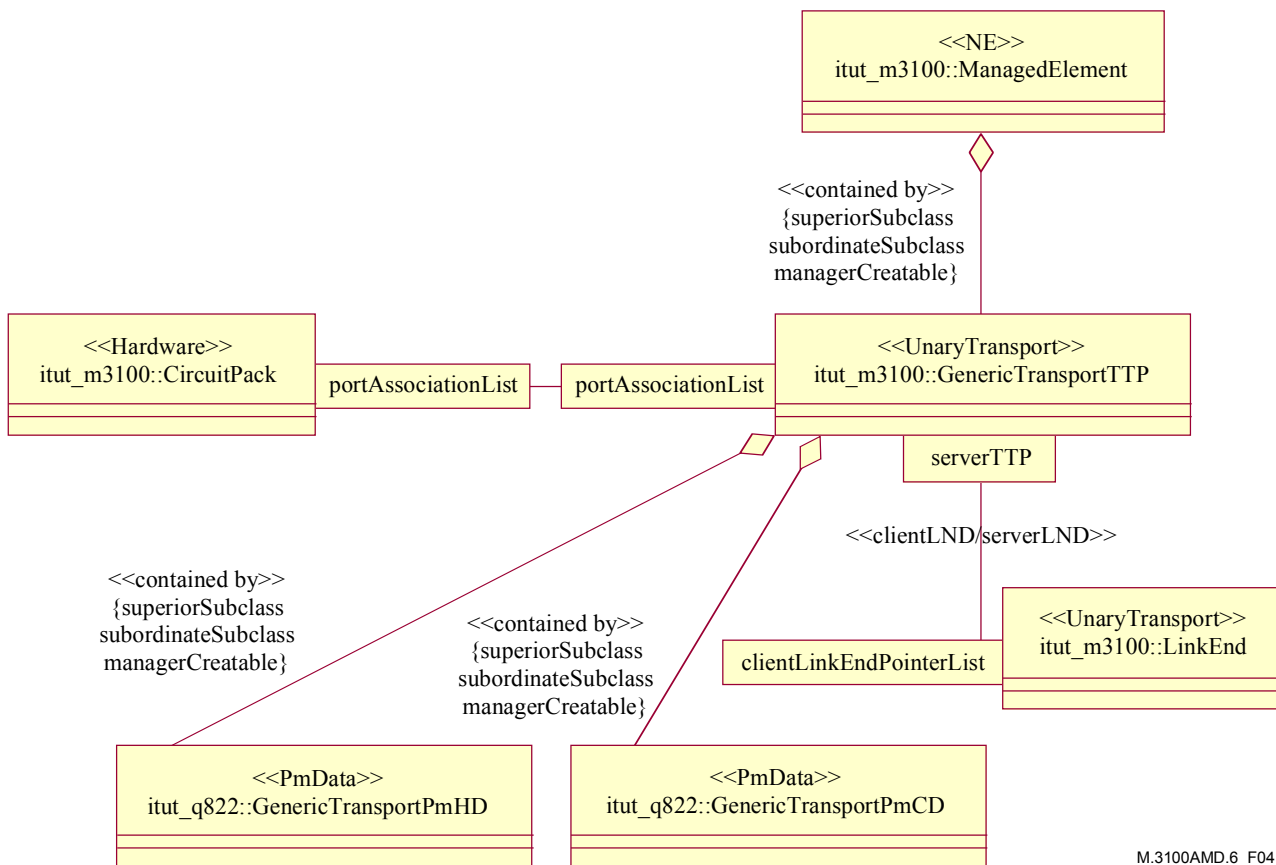 <<NE>>
itut_m3100::ManagedElement
<<contained by>>
{superiorSubclass
subordinateSubclass
managerCreatable}
<<Hardware>>
itut_m3100::CircuitPack
portAssociationList
portAssociationList
<<UnaryTransport>>
itut_m3100::GenericTransportTTP
serverTTP
<<clientLND/serverLND>>
<<contained by>>
{superiorSubclass
subordinateSubclass
managerCreatable}
<<contained by>>
{superiorSubclass
subordinateSubclass
managerCreatable}
clientLinkEndPointerList
<<UnaryTransport>>
itut_m3100::LinkEnd
<<PmData>>
itut_q822::GenericTransportPmHD
<<PmData>>
itut_q822::GenericTransportPmCD
M.3100AMD.6_F04